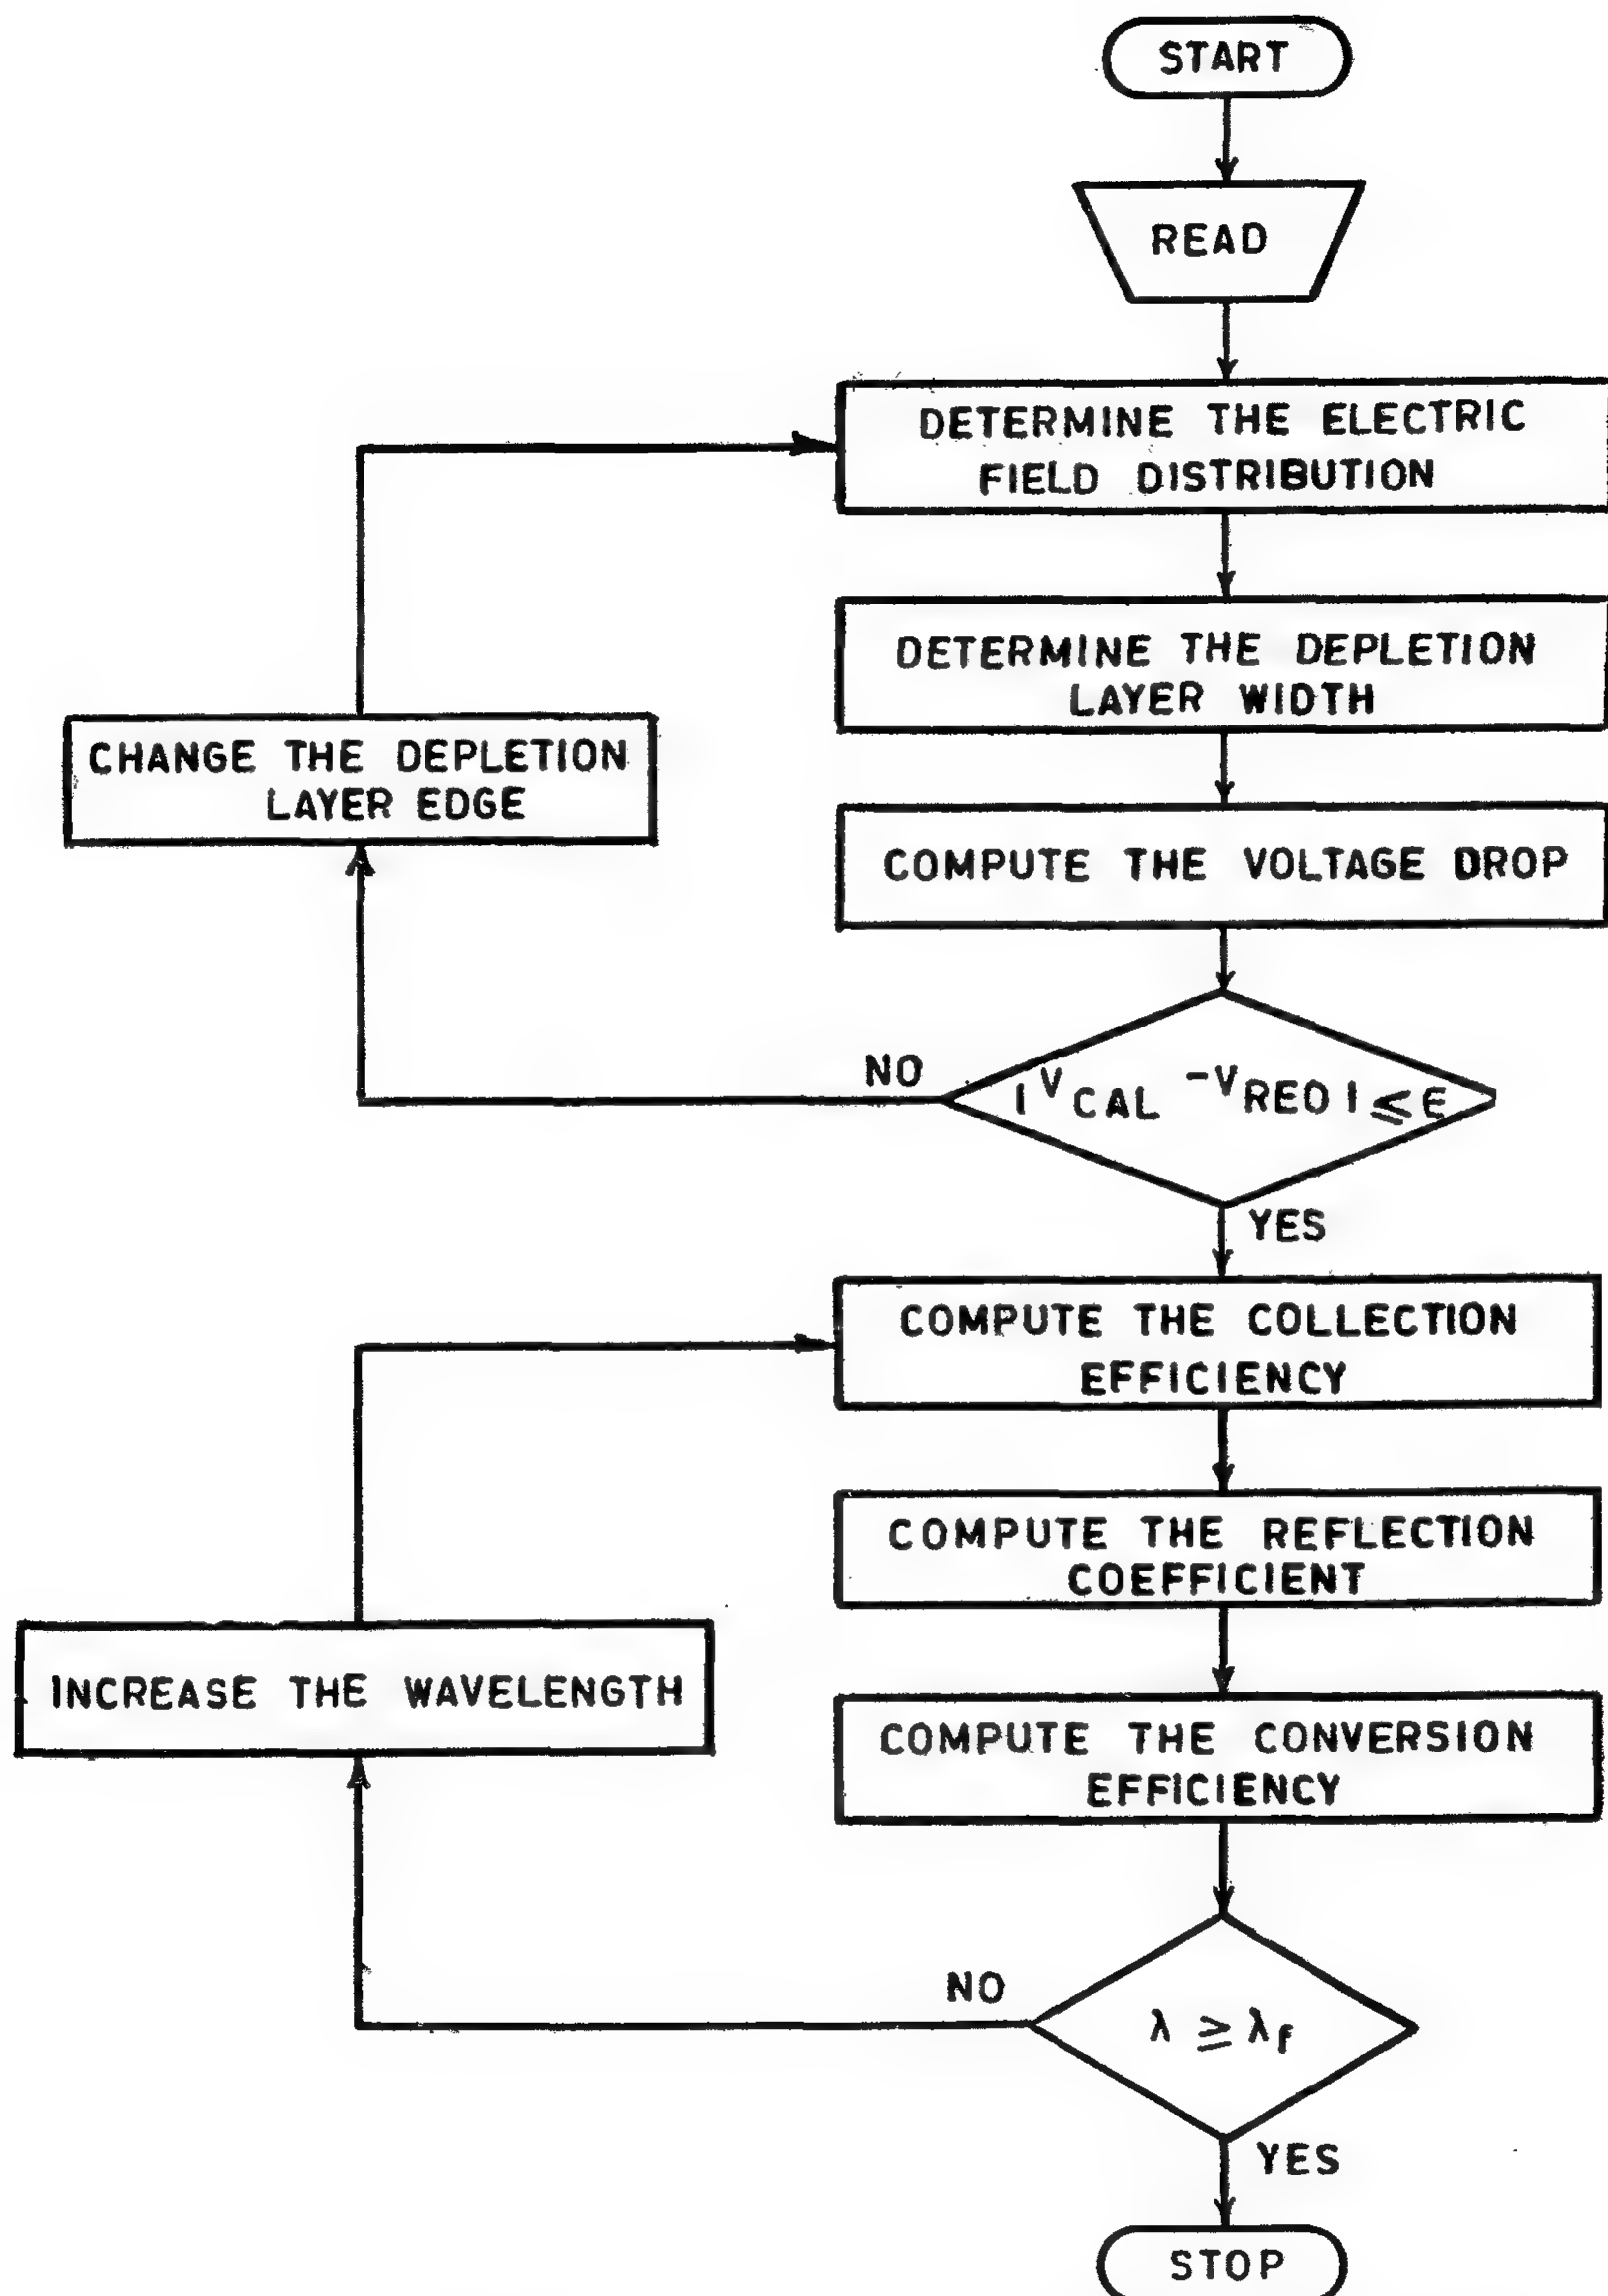 START
READ
DETERMINE THE ELECTRIC
FIELD DISTRIBUTION
DETERMINE THE DEPLETION
LAYER WIDTH
CHANGE THE DEPLETION
LAYER EDGE
COMPUTE THE VOLTAGE DROP
NO
|V CAL -V REO| ≤ ϵ
YES
COMPUTE THE COLLECTION
EFFICIENCY
COMPUTE THE REFLECTION
COEFFICIENT
INCREASE THE WAVELENGTH
COMPUTE THE CONVERSION
EFFICIENCY
NO
λ ≥ λf
YES
STOP